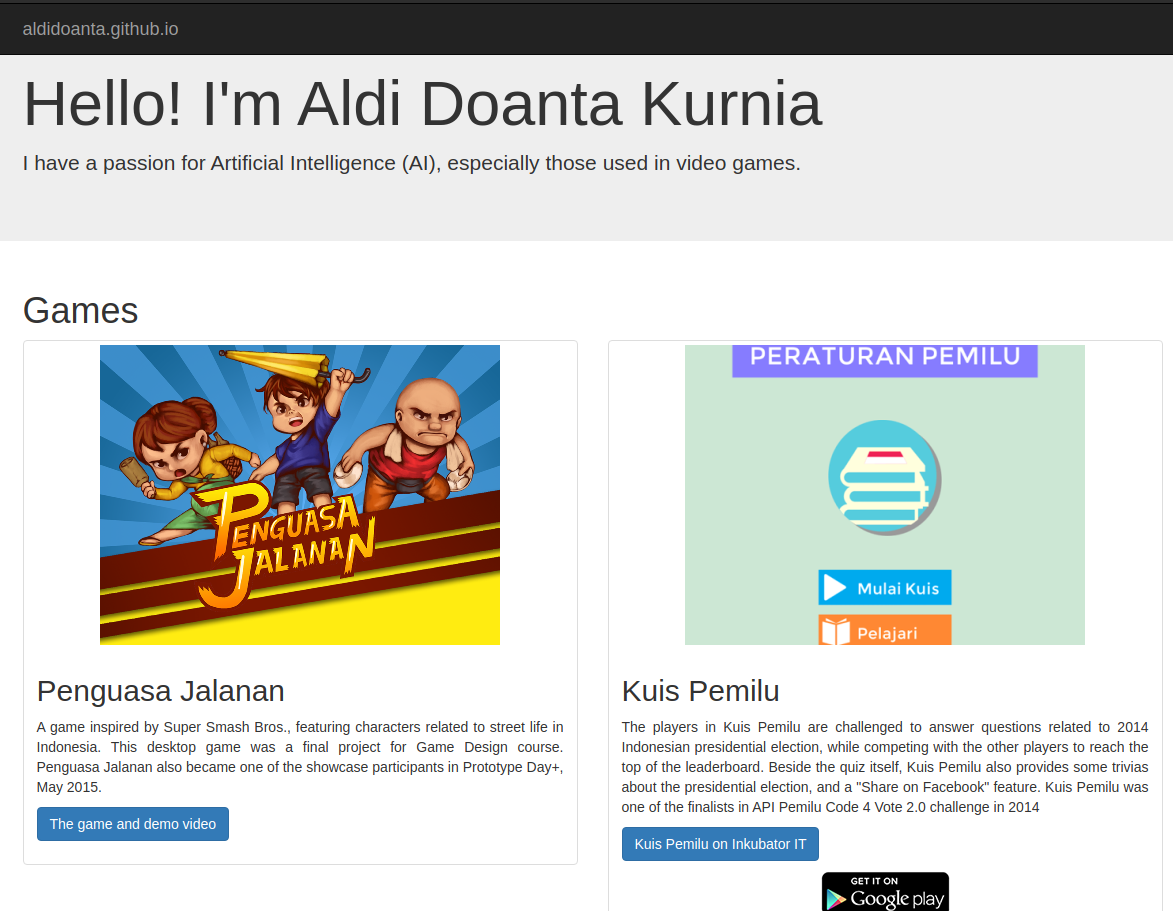 aldidoanta.github.io
Hello! I'm Aldi Doanta Kurnia
I have a passion for Artificial Intelligence (AI), especially those used in video games.
Games
PENGUASA
JALANAN
Penguasa Jalanan
A game inspired by Super Smash Bros., featuring characters related to street life in
Indonesia. This desktop game was a final project for Game Design course.
Penguasa Jalanan also became one of the showcase participants in Prototype Day+,
May 2015.
The game and demo video
PERATURAN PEMILU
Mulai Kuis
Pelajari
Kuis Pemilu
The players in Kuis Pemilu are challenged to answer questions related to 2014
Indonesian presidential election, while competing with the other players to reach the
top of the leaderboard. Beside the quiz itself, Kuis Pemilu also provides some trivias
about the presidential election, and a "Share on Facebook" feature. Kuis Pemilu was
one of the finalists in API Pemilu Code 4 Vote 2.0 challenge in 2014
Kuis Pemilu on Inkubator IT
GET IT ON
Google play